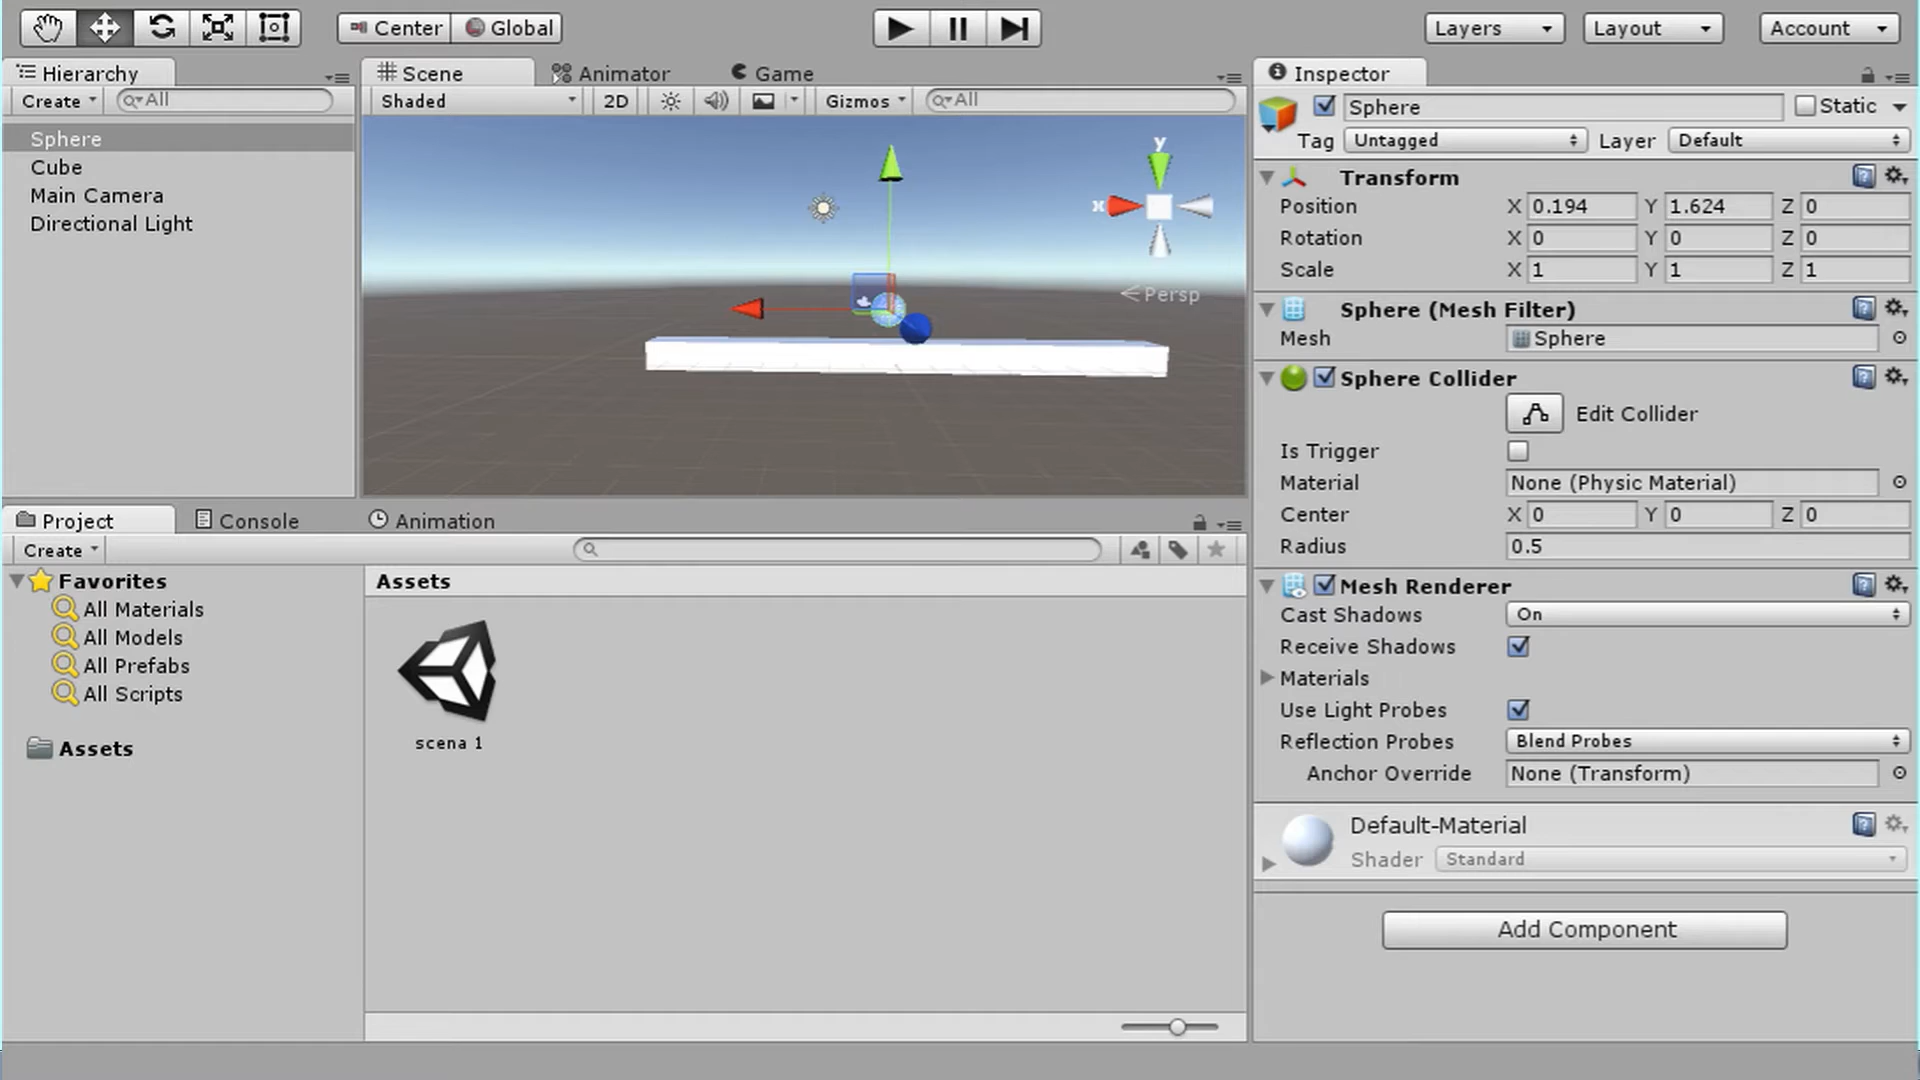 Center Global
Layers Layout Account
Hierarchy
Create All
Sphere
Cube
Main Camera
Directional Light
Scene Animator Game
Shaded 2D Gizmos All
y
x
Persp
Inspector
Sphere Static
Tag Untagged Layer Default
Transform
Position X 0.194 Y 1.624 Z 0
Rotation X 0 Y 0 Z 0
Scale X 1 Y 1 Z 1
Sphere (Mesh Filter)
Mesh Sphere
Sphere Collider
Edit Collider
Is Trigger
Material None (Physic Material)
Center X 0 Y 0 Z 0
Radius 0.5
Mesh Renderer
Cast Shadows On
Receive Shadows
Materials
Use Light Probes
Reflection Probes Blend Probes
Anchor Override None (Transform)
Default-Material
Shader Standard
Add Component
Project Console Animation
Create
Favorites
All Materials
All Models
All Prefabs
All Scripts
Assets
Assets
scena 1